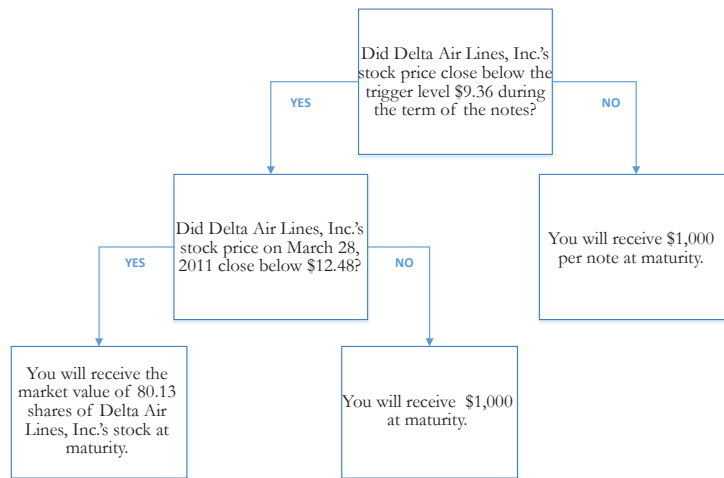 Did Delta Air Lines, Inc.'s
stock price close below the
trigger level $9.36 during
the term of the notes?
YES
NO
Did Delta Air Lines, Inc.'s
stock price on March 28,
2011 close below $12.48?
You will receive $1,000
per note at maturity.
YES
NO
You will receive the
market value of 80.13
shares of Delta Air
Lines, Inc.'s stock at
maturity.
You will receive $1,000
at maturity.